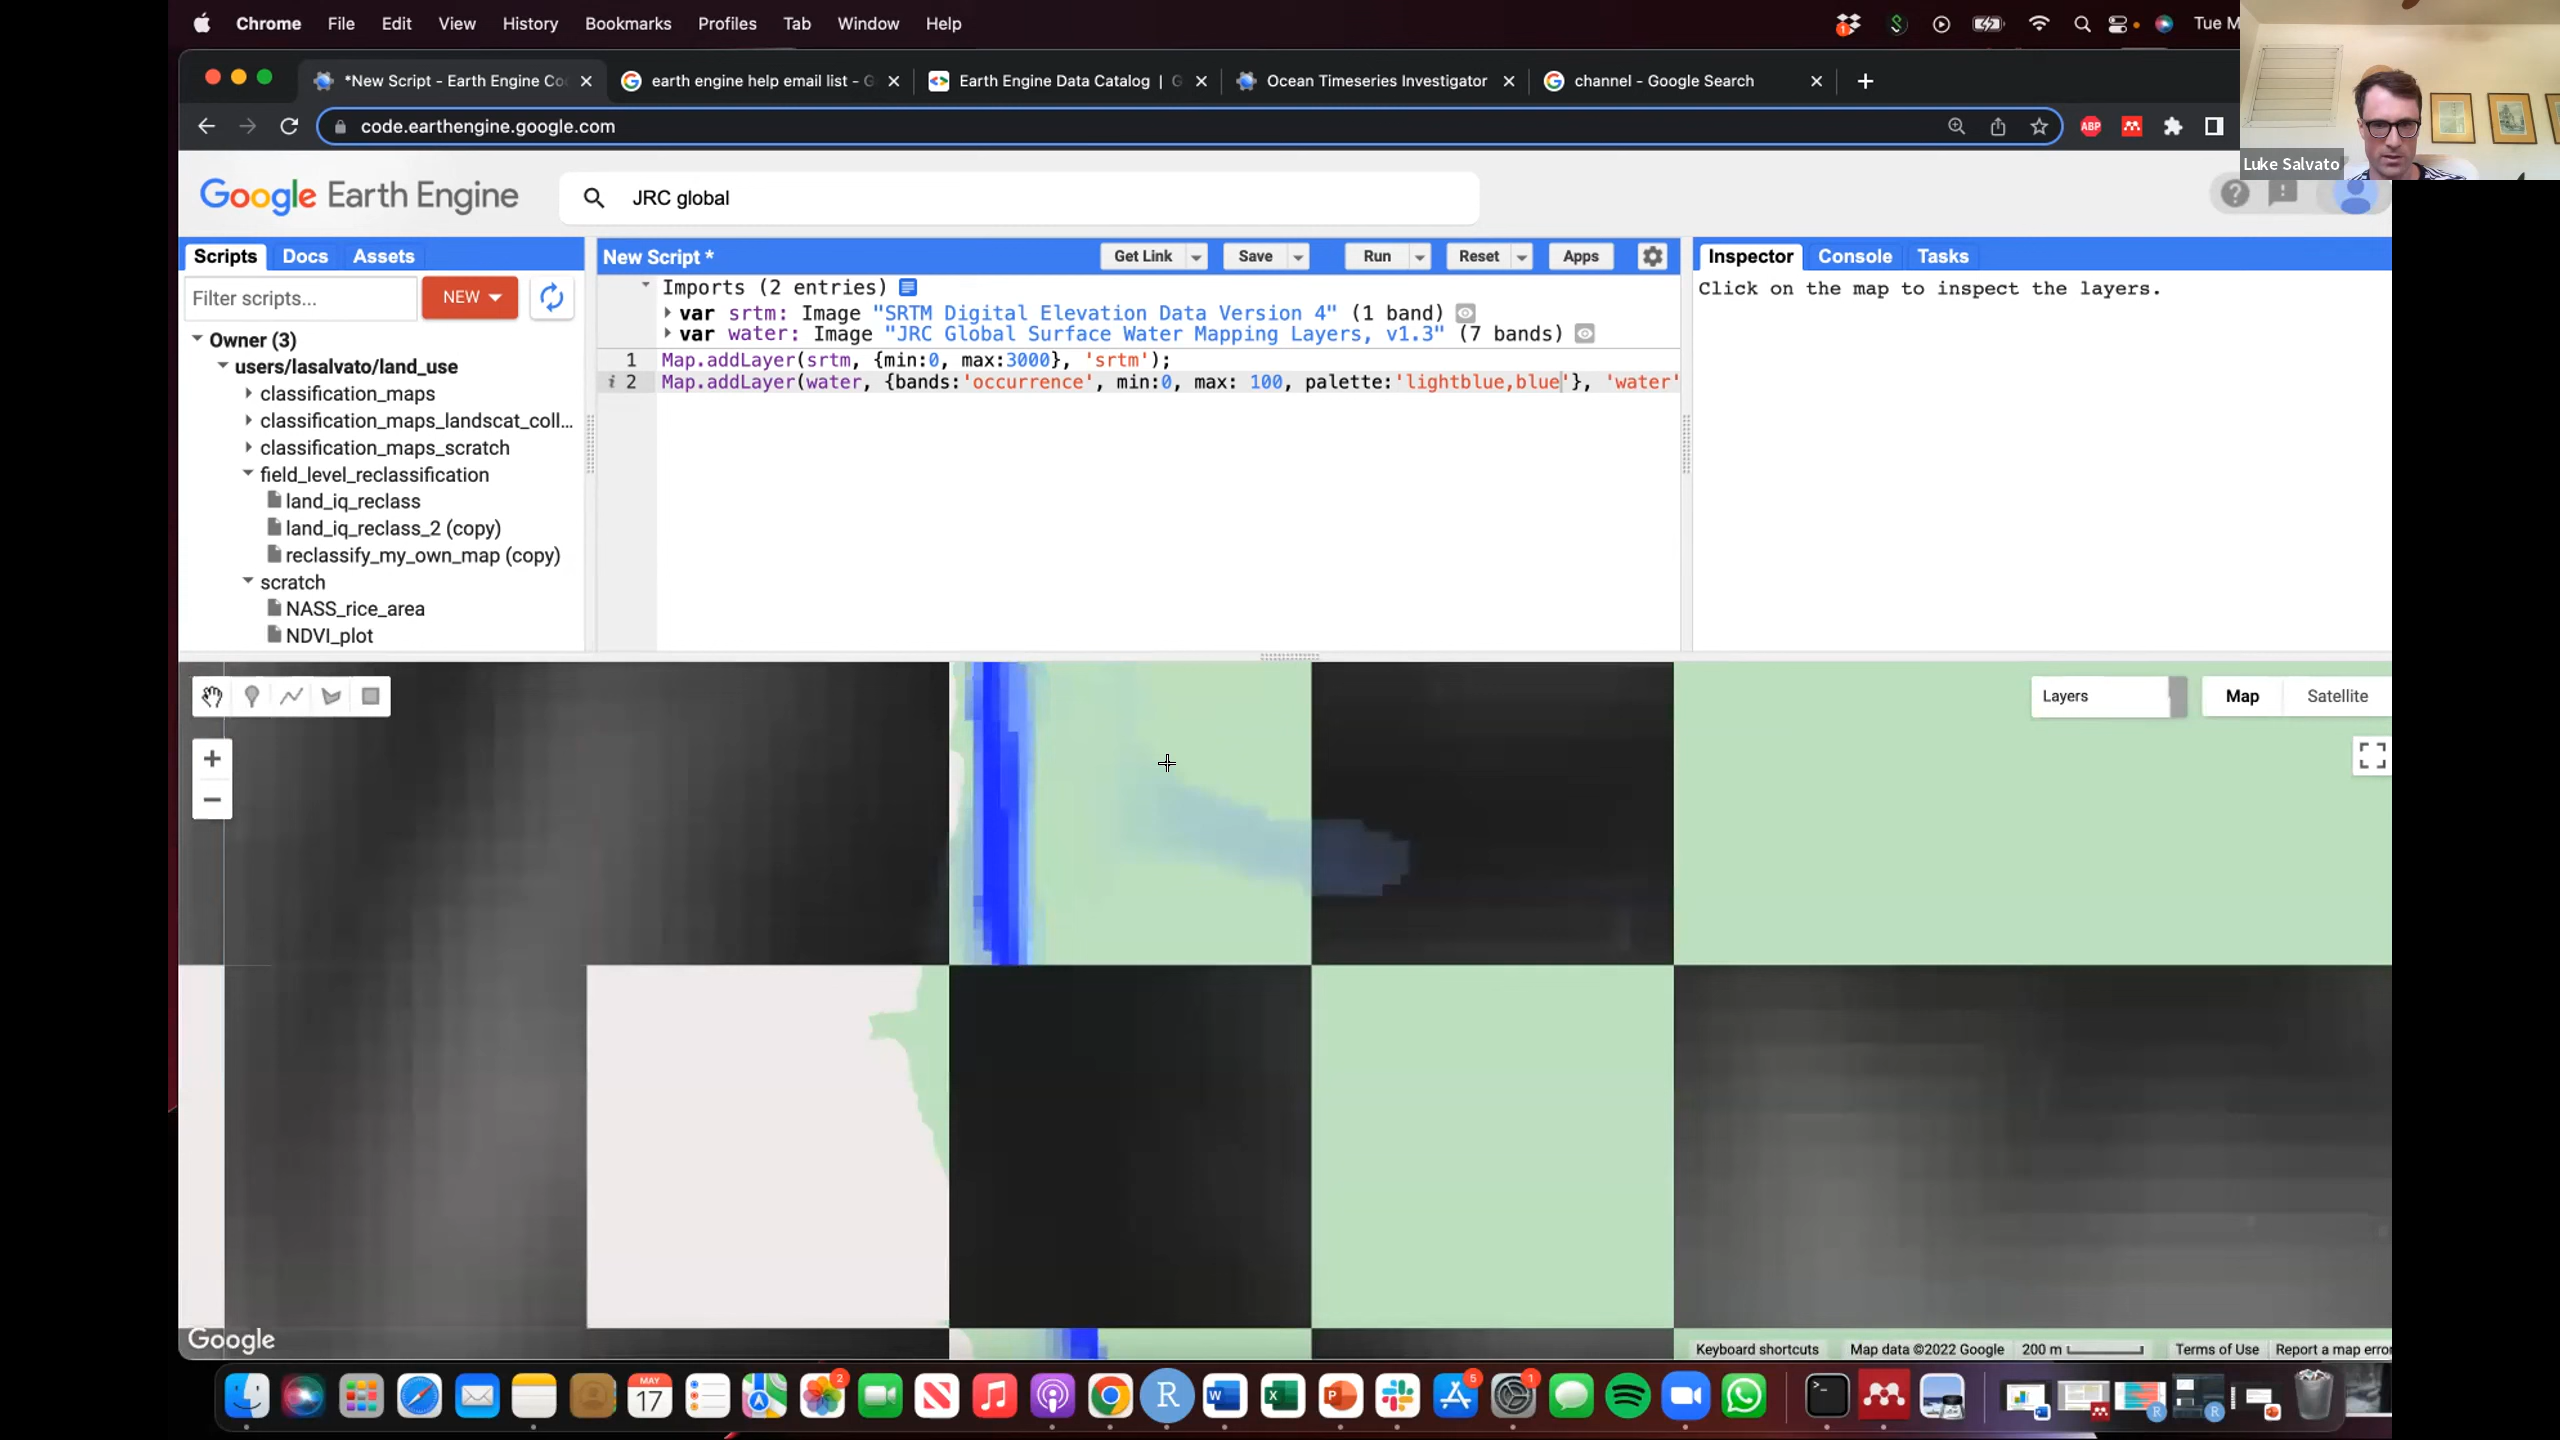 Chrome File Edit View History Bookmarks Profiles Tab Window Help
1
Tue M
*New Script - Earth Engine Co
earth engine help email list - G
Earth Engine Data Catalog | G
Ocean Timeseries Investigator
channel - Google Search
code.earthengine.google.com
ABP
Luke Salvato
Google Earth Engine
JRC global
Scripts Docs Assets
New Script *
Get Link Save Run Reset Apps
Inspector Console Tasks
Filter scripts...
NEW
Click on the map to inspect the layers.
Owner (3)
users/lasalvato/land_use
classification_maps
classification_maps_landscat_coll...
classification_maps_scratch
field_level_reclassification
land_iq_reclass
land_iq_reclass_2 (copy)
reclassify_my_own_map (copy)
scratch
NASS_rice_area
NDVI_plot
Imports (2 entries)
var srtm: Image "SRTM Digital Elevation Data Version 4" (1 band)
var water: Image "JRC Global Surface Water Mapping Layers, v1.3" (7 bands)
1 Map.addLayer(srtm, {min:0, max:3000}, 'srtm');
i 2 Map.addLayer(water, {bands:'occurrence', min:0, max: 100, palette:'lightblue,blue'}, 'water'
Layers
Map Satellite
+
−
Google
Keyboard shortcuts Map data ©2022 Google 200 m Terms of Use Report a map error
MAY
17
2
R
W
X
P
5
1
>_
R
R